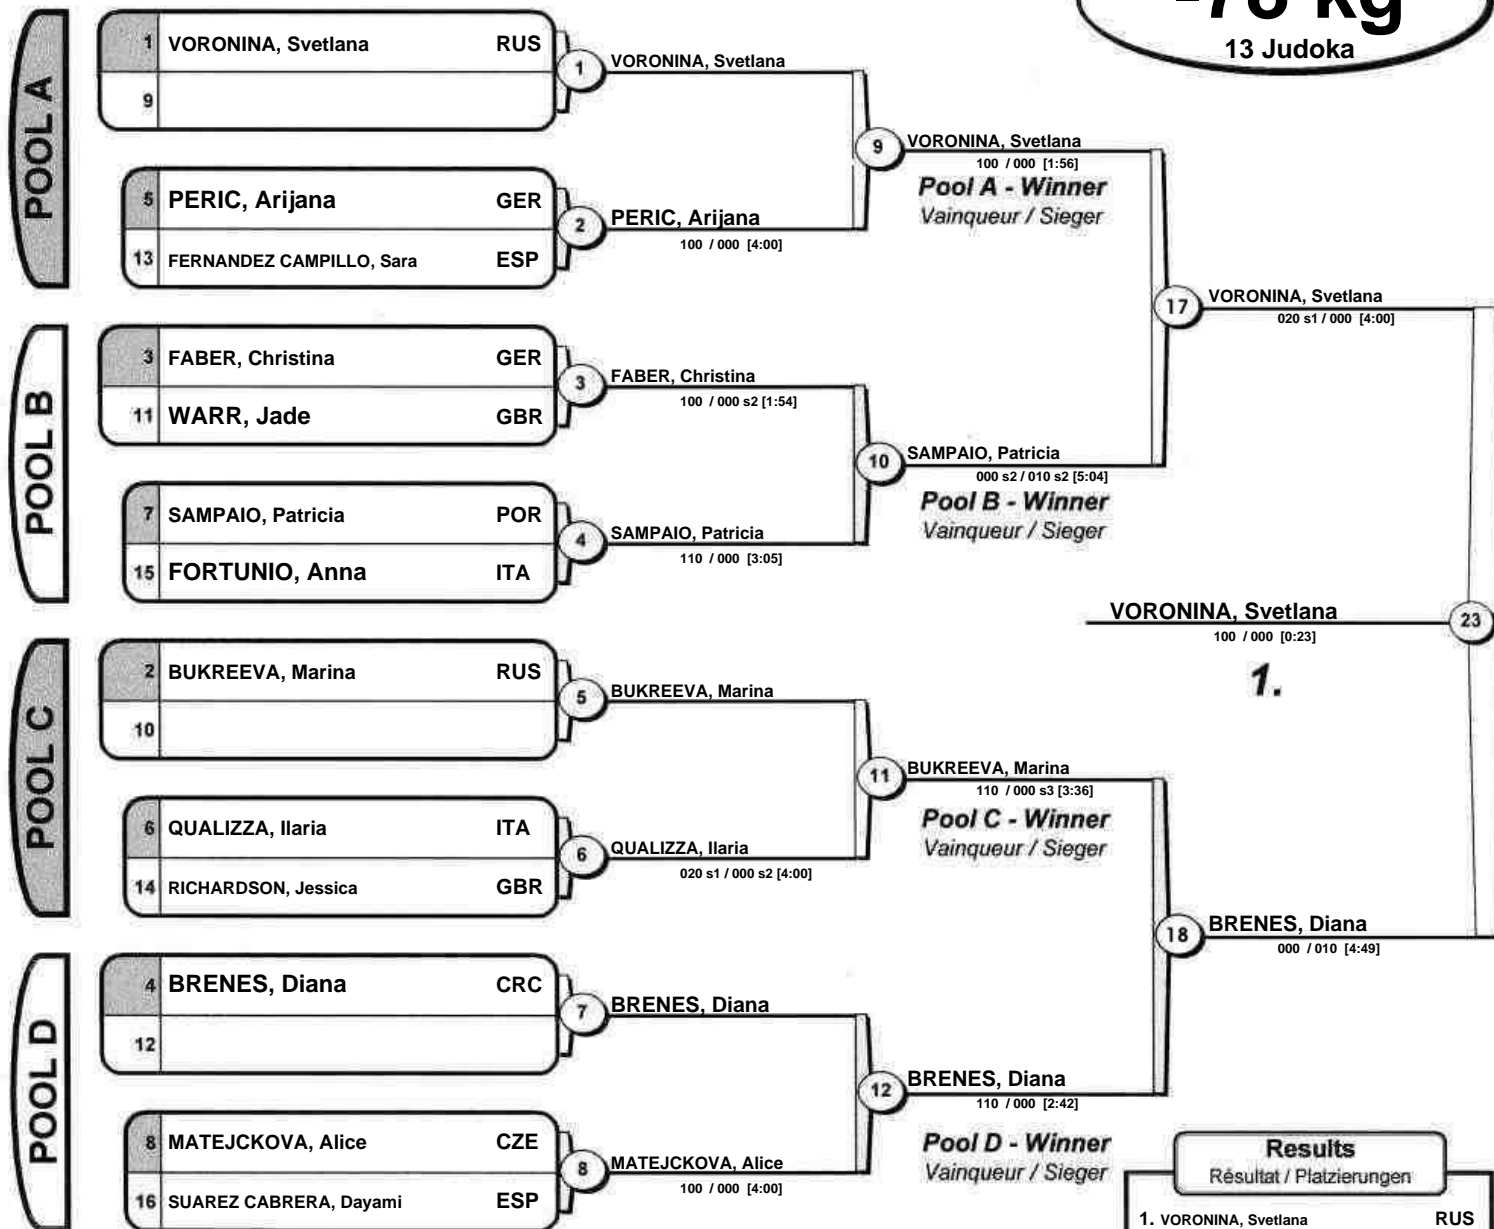 -78 kg
13 Judoka
POOL A
1 VORONINA, Svetlana RUS
9
1 VORONINA, Svetlana
5 PERIC, Arijana GER
13 FERNANDEZ CAMPILLO, Sara ESP
2 PERIC, Arijana
100 / 000 [4:00]
9 VORONINA, Svetlana
100 / 000 [1:56]
Pool A - Winner
Vainqueur / Sieger
POOL B
3 FABER, Christina GER
11 WARR, Jade GBR
3 FABER, Christina
100 / 000 s2 [1:54]
7 SAMPAIO, Patricia POR
15 FORTUNIO, Anna ITA
4 SAMPAIO, Patricia
110 / 000 [3:05]
10 SAMPAIO, Patricia
000 s2 / 010 s2 [5:04]
Pool B - Winner
Vainqueur / Sieger
17 VORONINA, Svetlana
020 s1 / 000 [4:00]
VORONINA, Svetlana 23
100 / 000 [0:23]
1.
POOL C
2 BUKREEVA, Marina RUS
10
5 BUKREEVA, Marina
6 QUALIZZA, Ilaria ITA
14 RICHARDSON, Jessica GBR
6 QUALIZZA, Ilaria
020 s1 / 000 s2 [4:00]
11 BUKREEVA, Marina
110 / 000 s3 [3:36]
Pool C - Winner
Vainqueur / Sieger
18 BRENES, Diana
000 / 010 [4:49]
POOL D
4 BRENES, Diana CRC
12
7 BRENES, Diana
8 MATEJCKOVA, Alice CZE
16 SUAREZ CABRERA, Dayami ESP
8 MATEJCKOVA, Alice
100 / 000 [4:00]
12 BRENES, Diana
110 / 000 [2:42]
Pool D - Winner
Vainqueur / Sieger
Results
Résultat / Platzierungen
1. VORONINA, Svetlana RUS